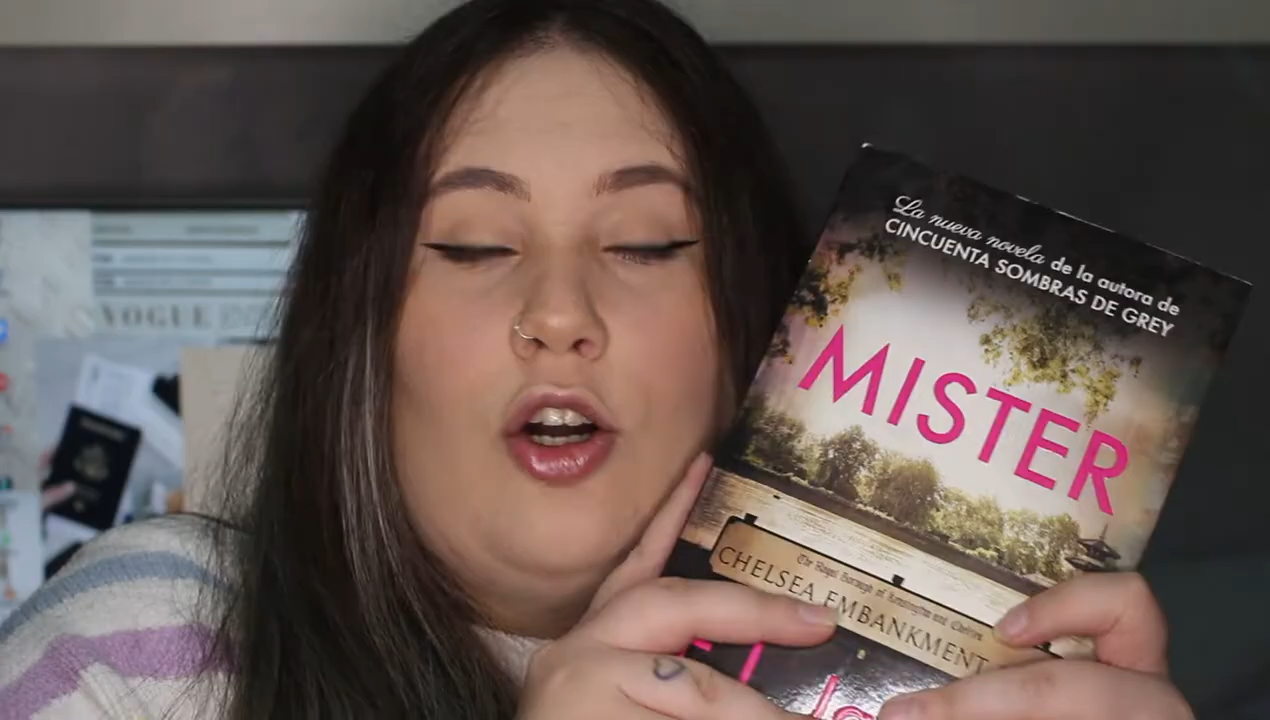 La nueva novela de la autora de
CINCUENTA SOMBRAS DE GREY
MISTER
The Royal Borough of Kensington and Chelsea
CHELSEA EMBANKMENT
VOGUE